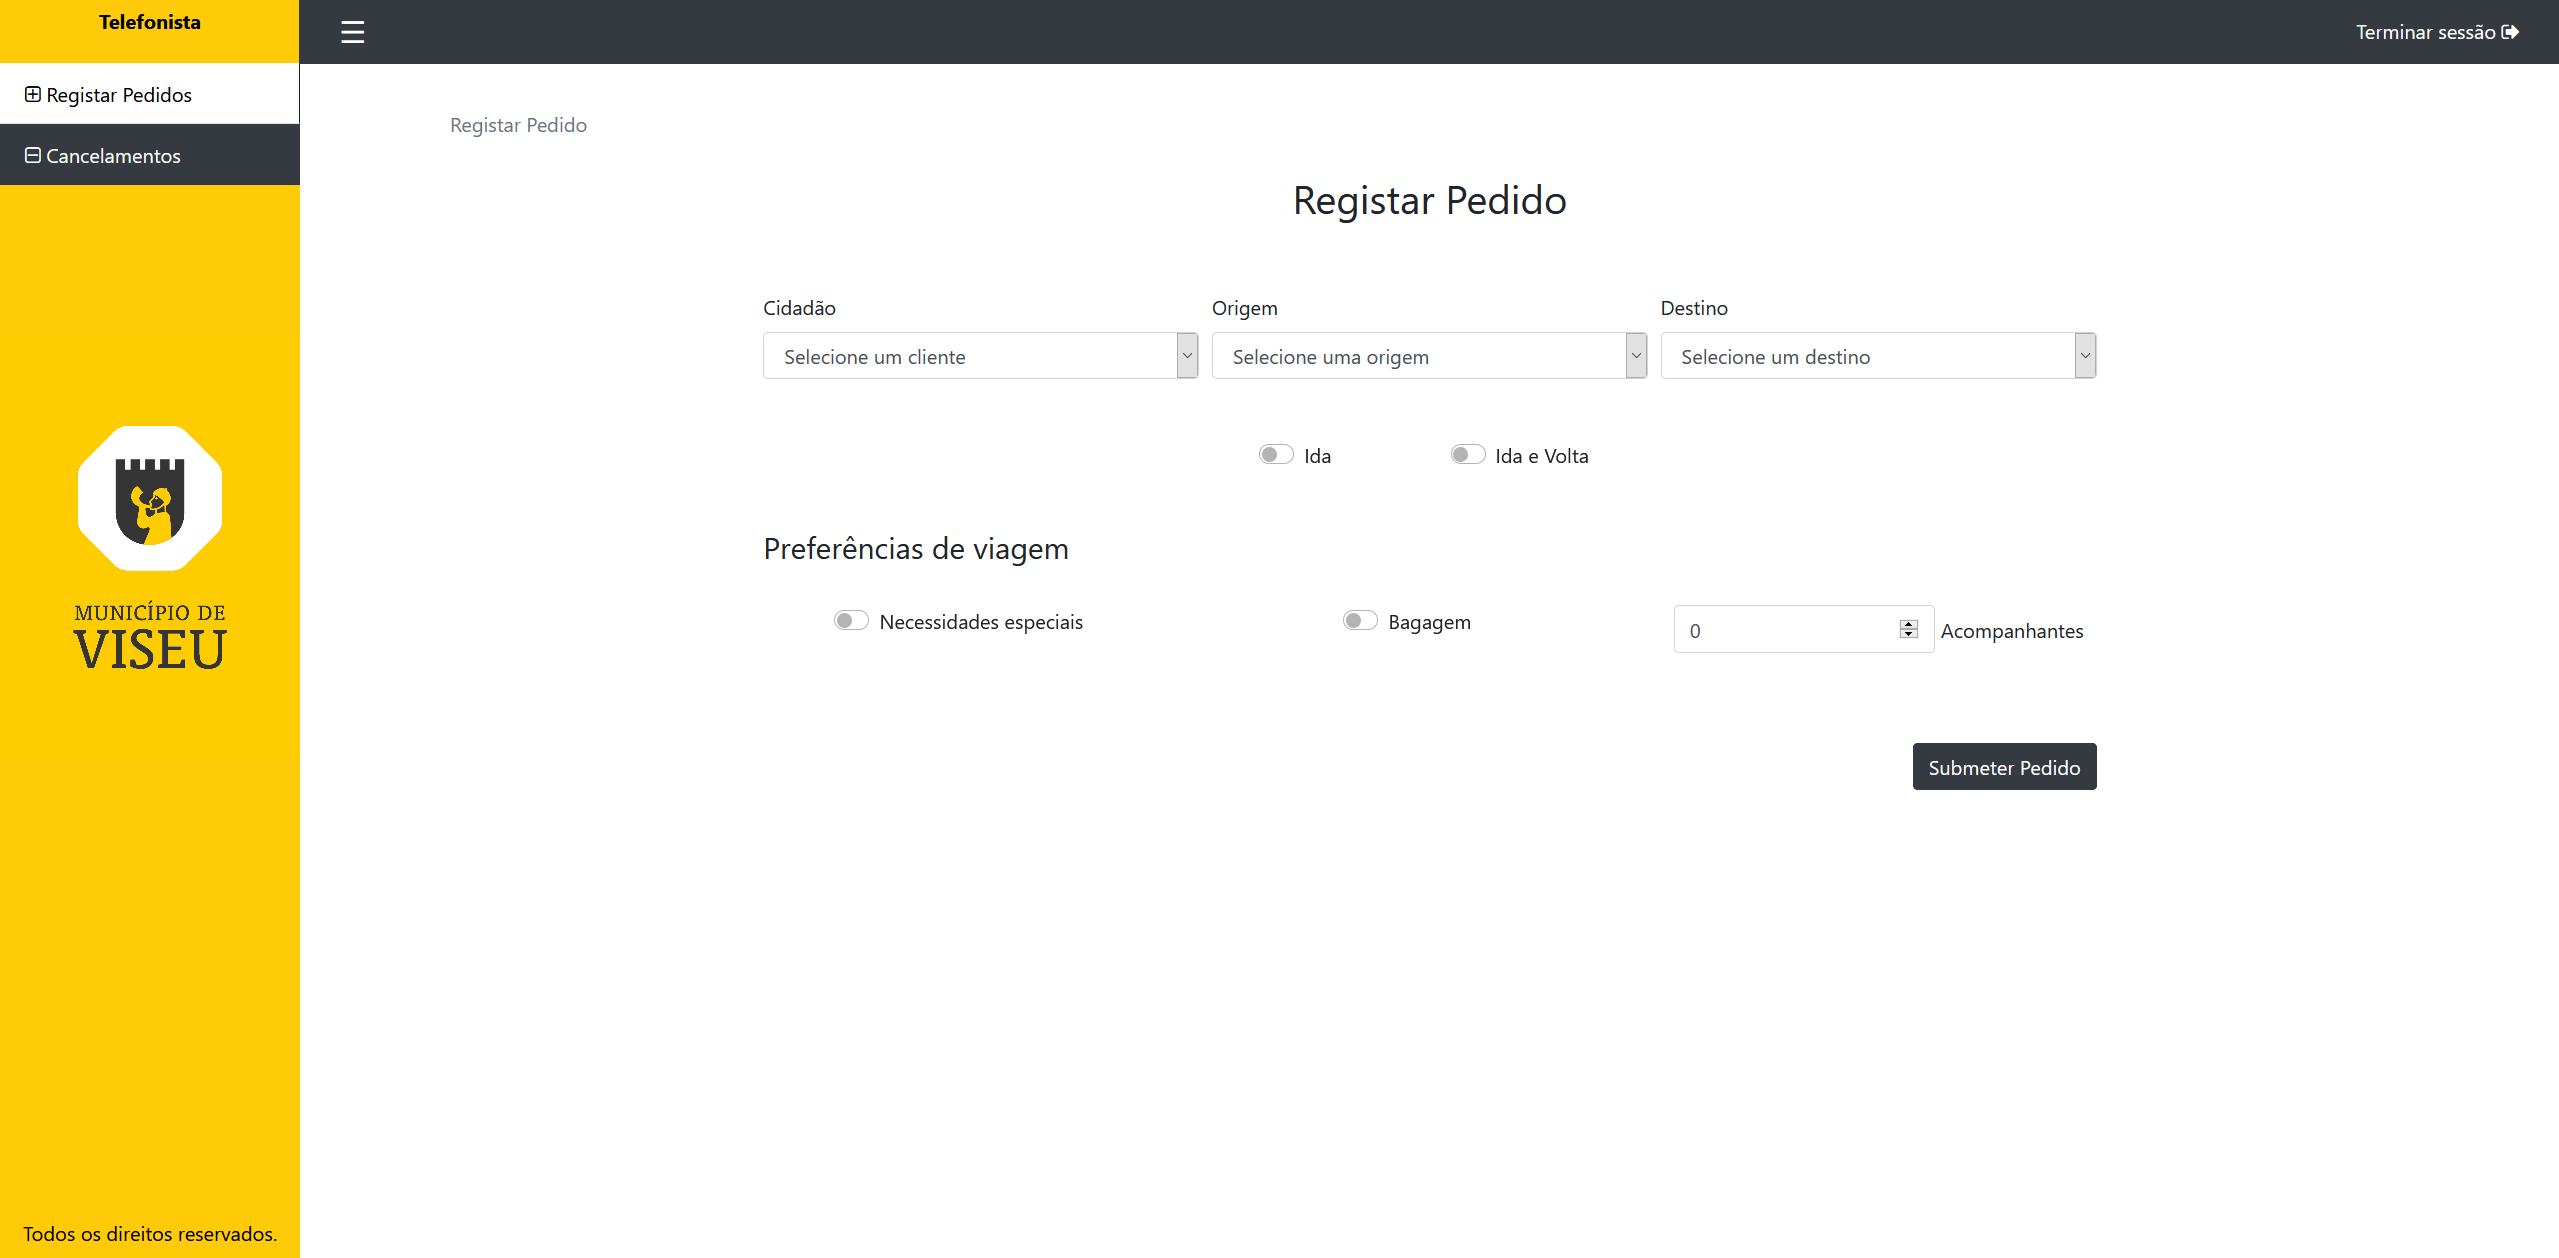 Telefonista
Terminar sessão
Registar Pedidos
Cancelamentos
Registar Pedido
Registar Pedido
Cidadão
Origem
Destino
Selecione um cliente
Selecione uma origem
Selecione um destino
Ida
Ida e Volta
Preferências de viagem
Necessidades especiais
Bagagem
0
Acompanhantes
Submeter Pedido
MUNICÍPIO DE
VISEU
Todos os direitos reservados.